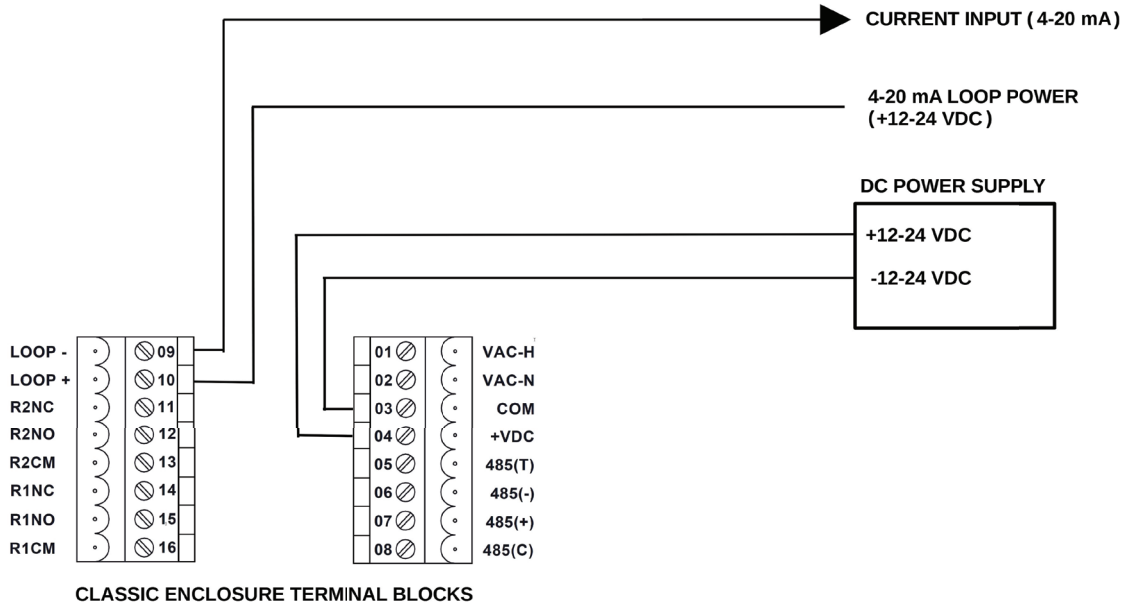 CURRENT INPUT ( 4-20 mA)
4-20 mA LOOP POWER
(+12-24 VDC )
DC POWER SUPPLY
+12-24 VDC
-12-24 VDC
LOOP - 09
LOOP + 10
R2NC 11
R2NO 12
R2CM 13
R1NC 14
R1NO 15
R1CM 16
01 VAC-H
02 VAC-N
03 COM
04 +VDC
05 485(T)
06 485(-)
07 485(+)
08 485(C)
CLASSIC ENCLOSURE TERMINAL BLOCKS